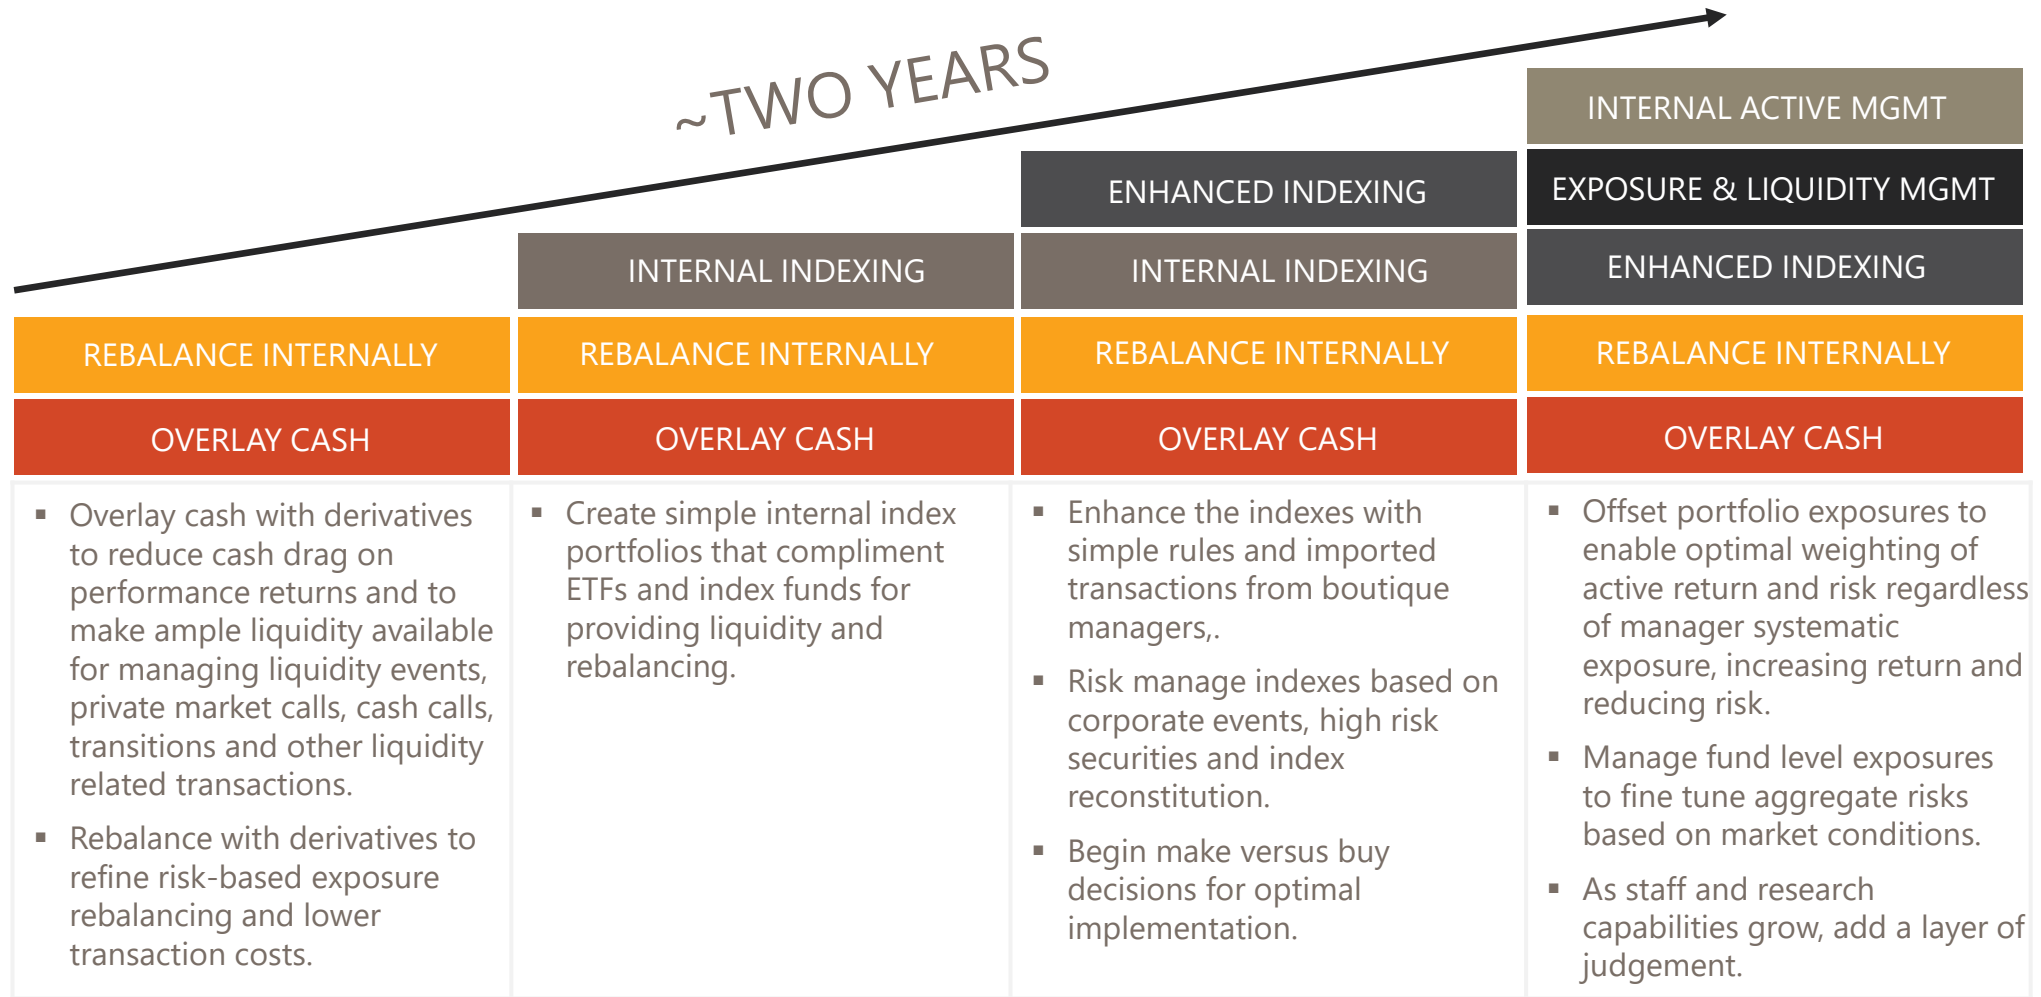 ~TWO YEARS
INTERNAL ACTIVE MGMT
ENHANCED INDEXING
EXPOSURE & LIQUIDITY MGMT
INTERNAL INDEXING
INTERNAL INDEXING
ENHANCED INDEXING
REBALANCE INTERNALLY
REBALANCE INTERNALLY
REBALANCE INTERNALLY
REBALANCE INTERNALLY
OVERLAY CASH
OVERLAY CASH
OVERLAY CASH
OVERLAY CASH
▪ Overlay cash with derivatives
to reduce cash drag on
performance returns and to
make ample liquidity available
for managing liquidity events,
private market calls, cash calls,
transitions and other liquidity
related transactions.
▪ Rebalance with derivatives to
refine risk-based exposure
rebalancing and lower
transaction costs.
▪ Create simple internal index
portfolios that compliment
ETFs and index funds for
providing liquidity and
rebalancing.
▪ Enhance the indexes with
simple rules and imported
transactions from boutique
managers,.
▪ Risk manage indexes based on
corporate events, high risk
securities and index
reconstitution.
▪ Begin make versus buy
decisions for optimal
implementation.
▪ Offset portfolio exposures to
enable optimal weighting of
active return and risk regardless
of manager systematic
exposure, increasing return and
reducing risk.
▪ Manage fund level exposures
to fine tune aggregate risks
based on market conditions.
▪ As staff and research
capabilities grow, add a layer of
judgement.